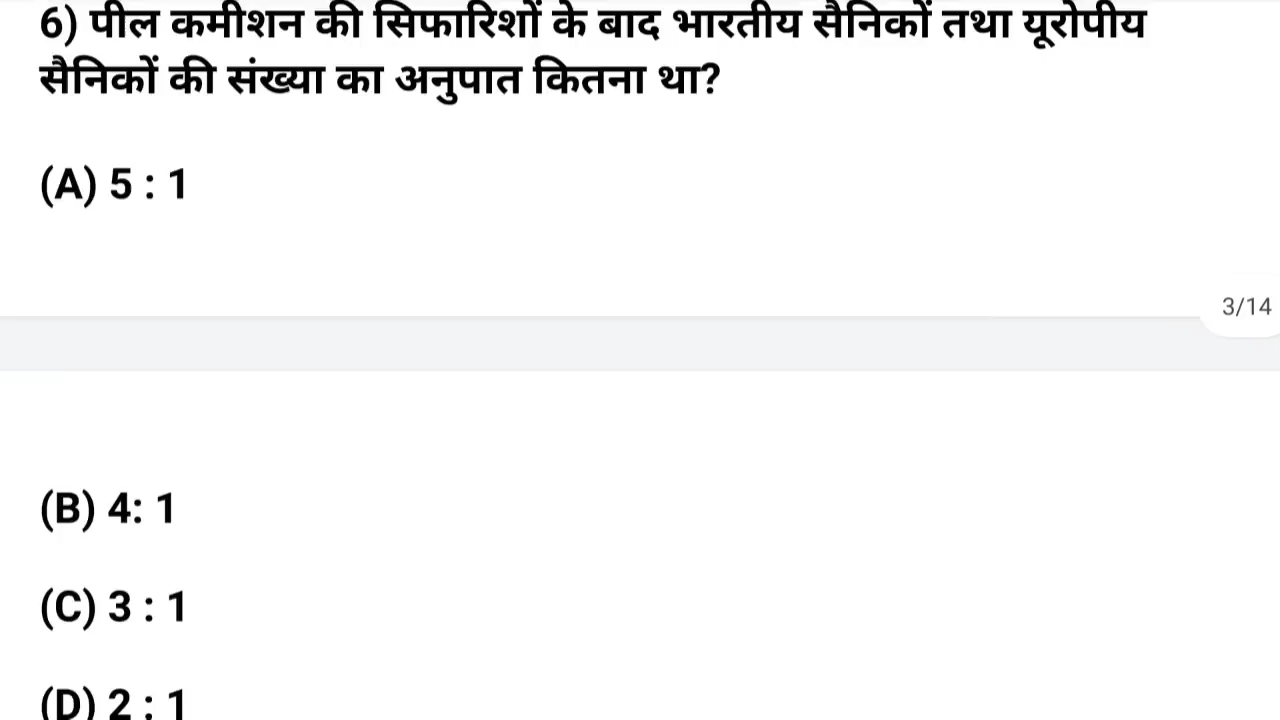 6) पील कमीशन की सिफारिशों के बाद भारतीय सैनिकों तथा यूरोपीय
सैनिकों की संख्या का अनुपात कितना था?
(A) 5 : 1
3/14
(B) 4: 1
(C) 3 : 1
(D) 2 : 1